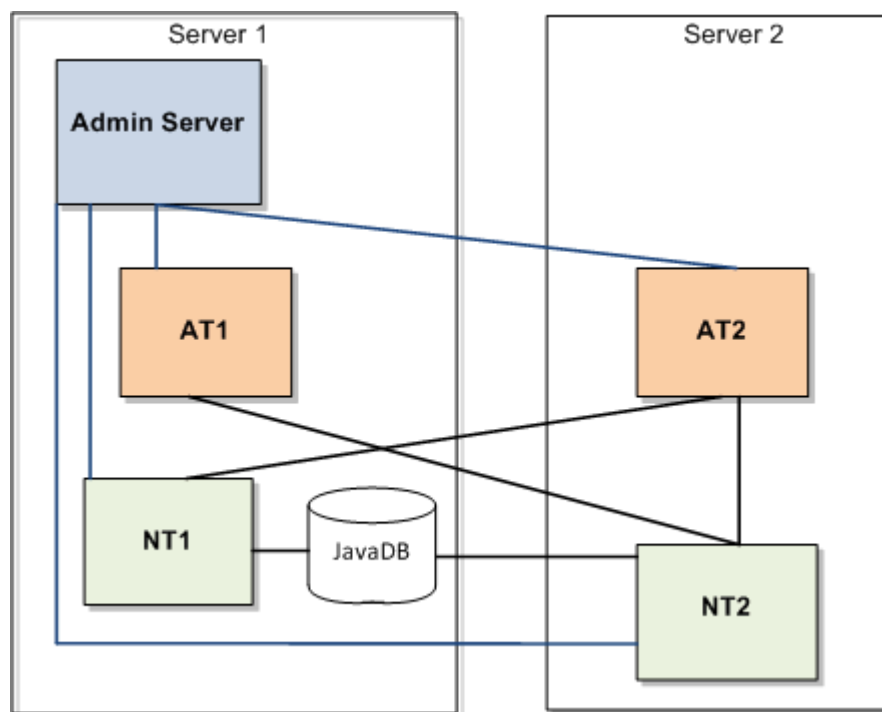 Server 1
Server 2
Admin Server
AT1
AT2
NT1
JavaDB
NT2